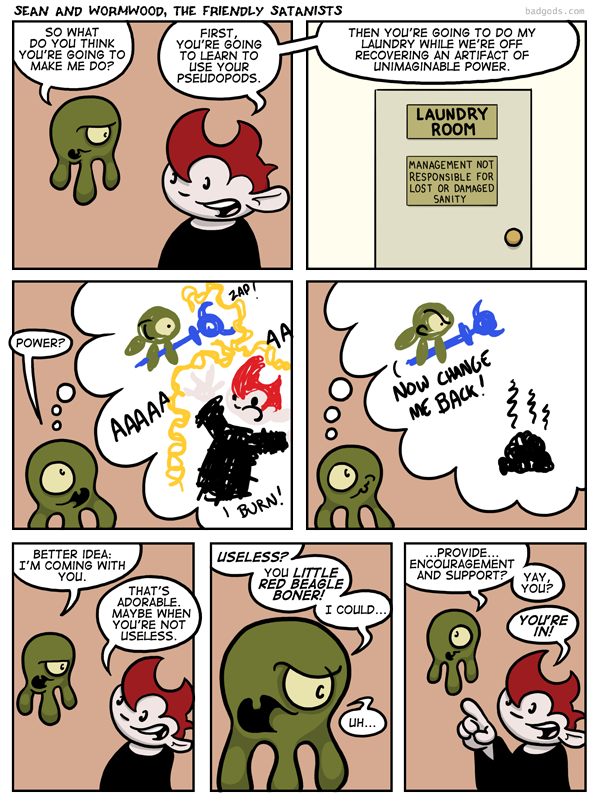 SEAN AND WORMWOOD, THE FRIENDLY SATANISTS
badgods.com
SO WHAT
DO YOU THINK
YOU'RE GOING TO
MAKE ME DO?
FIRST,
YOU'RE GOING
TO LEARN TO
USE YOUR
PSEUDOPODS.
THEN YOU'RE GOING TO DO MY
LAUNDRY WHILE WE'RE OFF
RECOVERING AN ARTIFACT OF
UNIMAGINABLE POWER.
LAUNDRY
ROOM
MANAGEMENT NOT
RESPONSIBLE FOR
LOST OR DAMAGED
SANITY
POWER?
ZAP!
AAAAA
AA
I BURN!
NOW CHANGE
ME BACK!
BETTER IDEA:
I'M COMING WITH
YOU.
THAT'S
ADORABLE.
MAYBE WHEN
YOU'RE NOT
USELESS.
USELESS?
YOU LITTLE
RED BEAGLE
BONER!
I COULD...
UH...
...PROVIDE...
ENCOURAGEMENT
AND SUPPORT?
YAY,
YOU?
YOU'RE
IN!